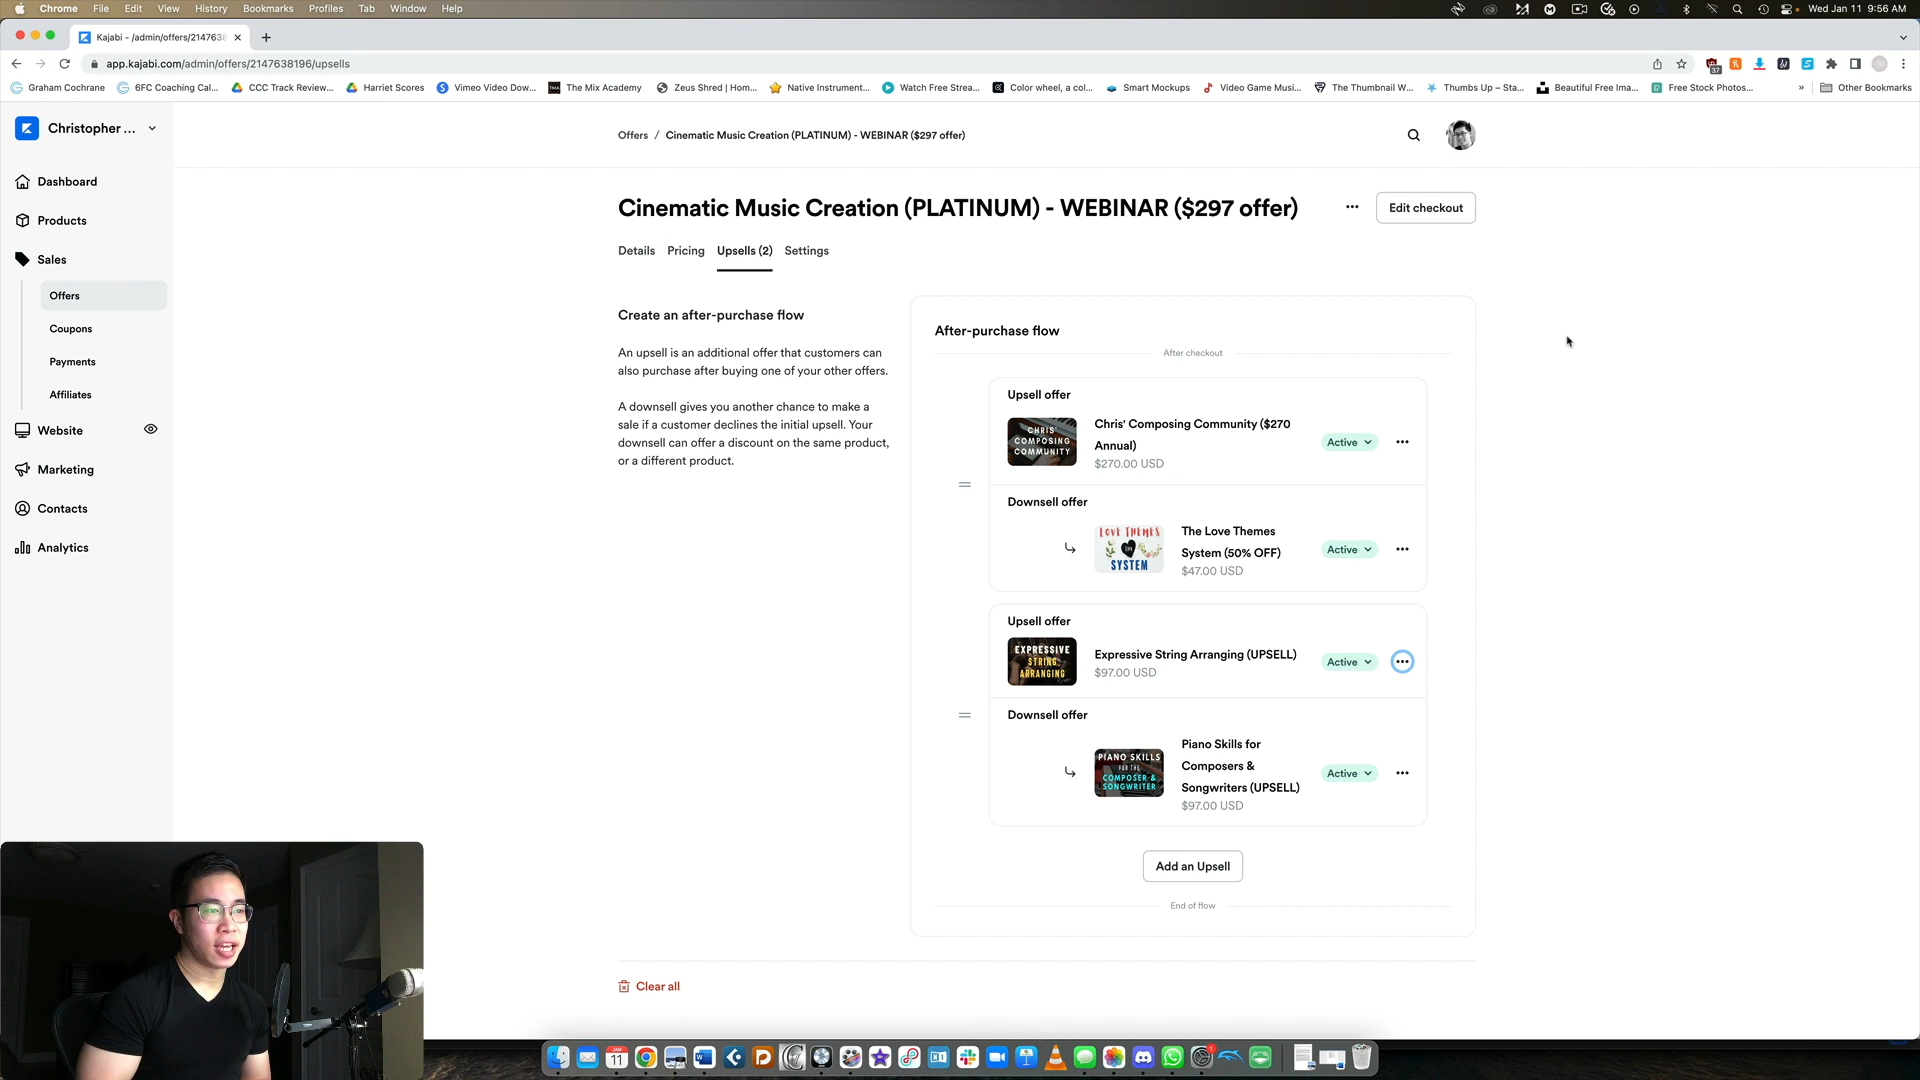 Chrome File Edit View History Bookmarks Profiles Tab Window Help Wed Jan 11 9:56 AM
Kajabi - /admin/offers/2147638
app.kajabi.com/admin/offers/2147638196/upsells
37
Graham Cochrane 6FC Coaching Cal... CCC Track Review... Harriet Scores Vimeo Video Dow... The Mix Academy Zeus Shred | Hom... Native Instrument... Watch Free Strea... Color wheel, a col... Smart Mockups Video Game Musi... The Thumbnail W... Thumbs Up – Sta... Beautiful Free Ima... Free Stock Photos... » Other Bookmarks
Christopher ...
Offers / Cinematic Music Creation (PLATINUM) - WEBINAR ($297 offer)
Dashboard
Products
Sales
Offers
Coupons
Payments
Affiliates
Website
Marketing
Contacts
Analytics
Cinematic Music Creation (PLATINUM) - WEBINAR ($297 offer)
Edit checkout
Details Pricing Upsells (2) Settings
Create an after-purchase flow
An upsell is an additional offer that customers can
also purchase after buying one of your other offers.
A downsell gives you another chance to make a
sale if a customer declines the initial upsell. Your
downsell can offer a discount on the same product,
or a different product.
After-purchase flow
After checkout
Upsell offer
CHRIS'
COMPOSING
COMMUNITY
Chris' Composing Community ($270
Annual)
$270.00 USD
Active
Downsell offer
LOVE THEMES
SYSTEM
The Love Themes
System (50% OFF)
$47.00 USD
Active
Upsell offer
EXPRESSIVE
STRING
ARRANGING
Expressive String Arranging (UPSELL)
$97.00 USD
Active
Downsell offer
PIANO SKILLS
FOR THE
COMPOSER &
SONGWRITER
Piano Skills for
Composers &
Songwriters (UPSELL)
$97.00 USD
Active
Add an Upsell
End of flow
Clear all